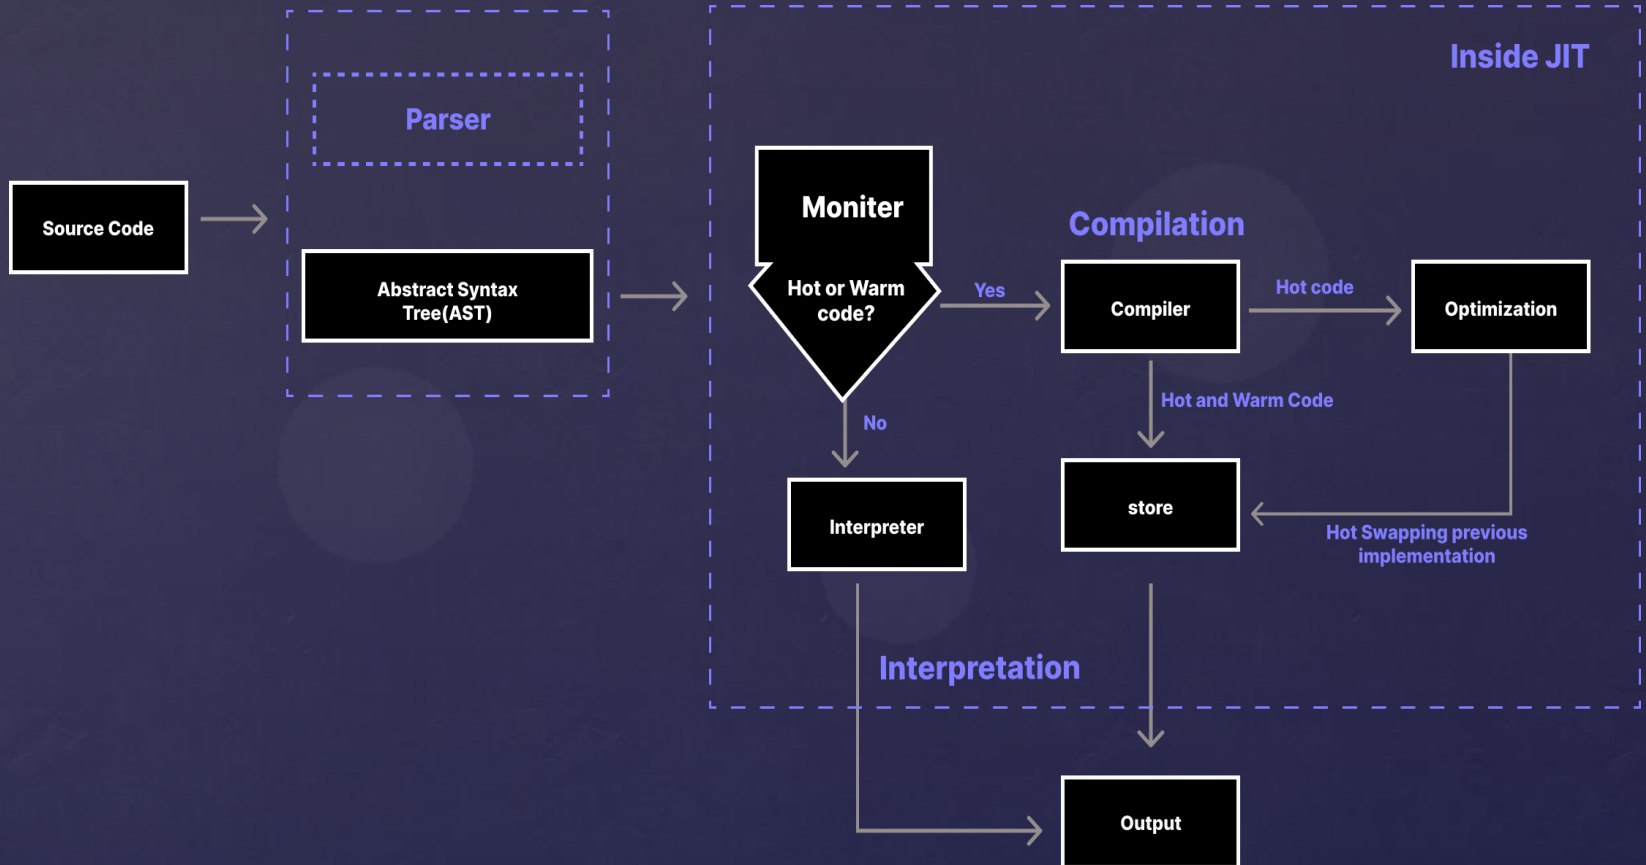 Inside JIT
Parser
Source Code
Abstract Syntax
Tree(AST)
Moniter
Hot or Warm
code?
Yes
No
Compilation
Compiler
Hot code
Optimization
Hot and Warm Code
store
Hot Swapping previous
implementation
Interpreter
Interpretation
Output